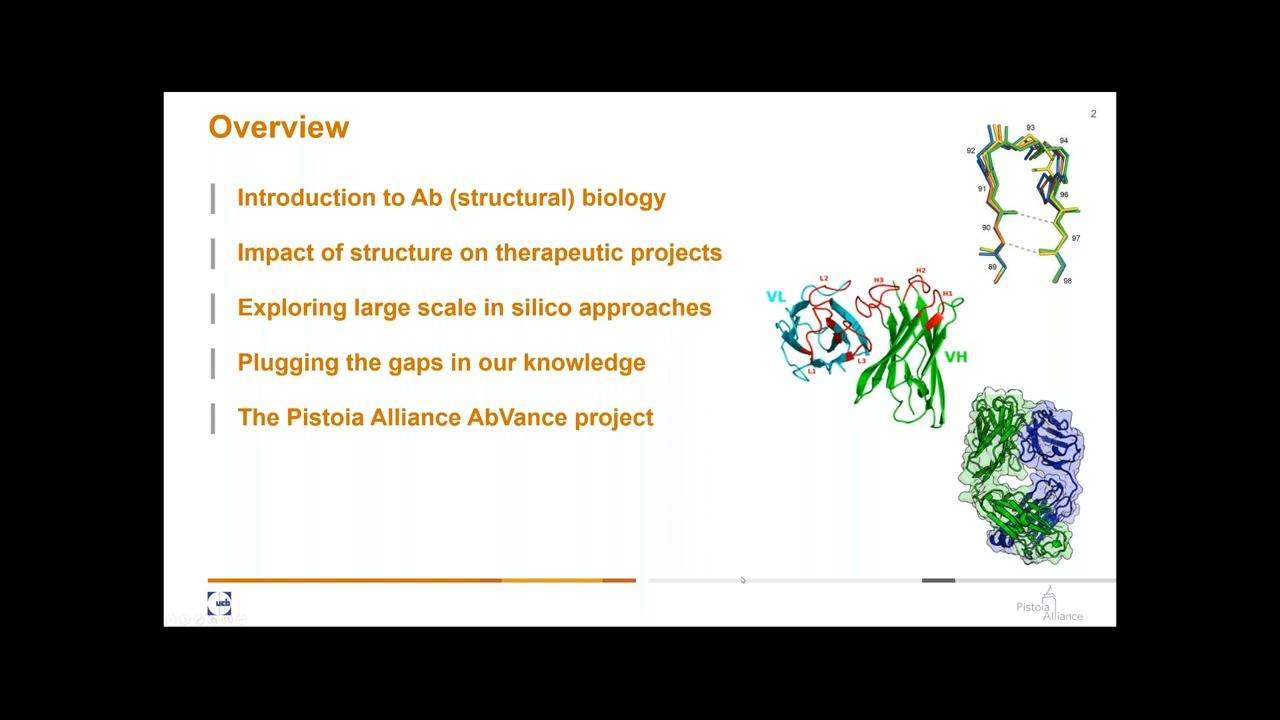 Overview
2
Introduction to Ab (structural) biology
Impact of structure on therapeutic projects
Exploring large scale in silico approaches
Plugging the gaps in our knowledge
The Pistoia Alliance AbVance project
93
92
94
91
96
90
97
89
98
L2
H2
H3
H1
VL
L3
VH
L1
ucb
Pistoia
Alliance